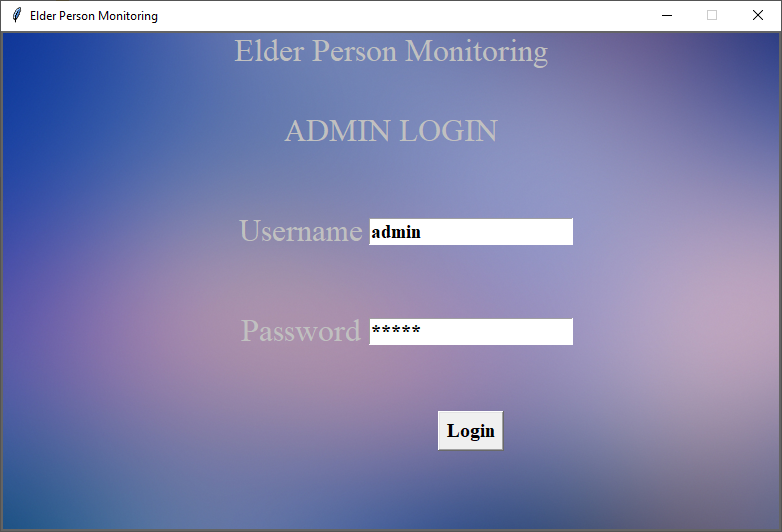 Elder Person Monitoring
Elder Person Monitoring
ADMIN LOGIN
Username admin
Password *****
Login